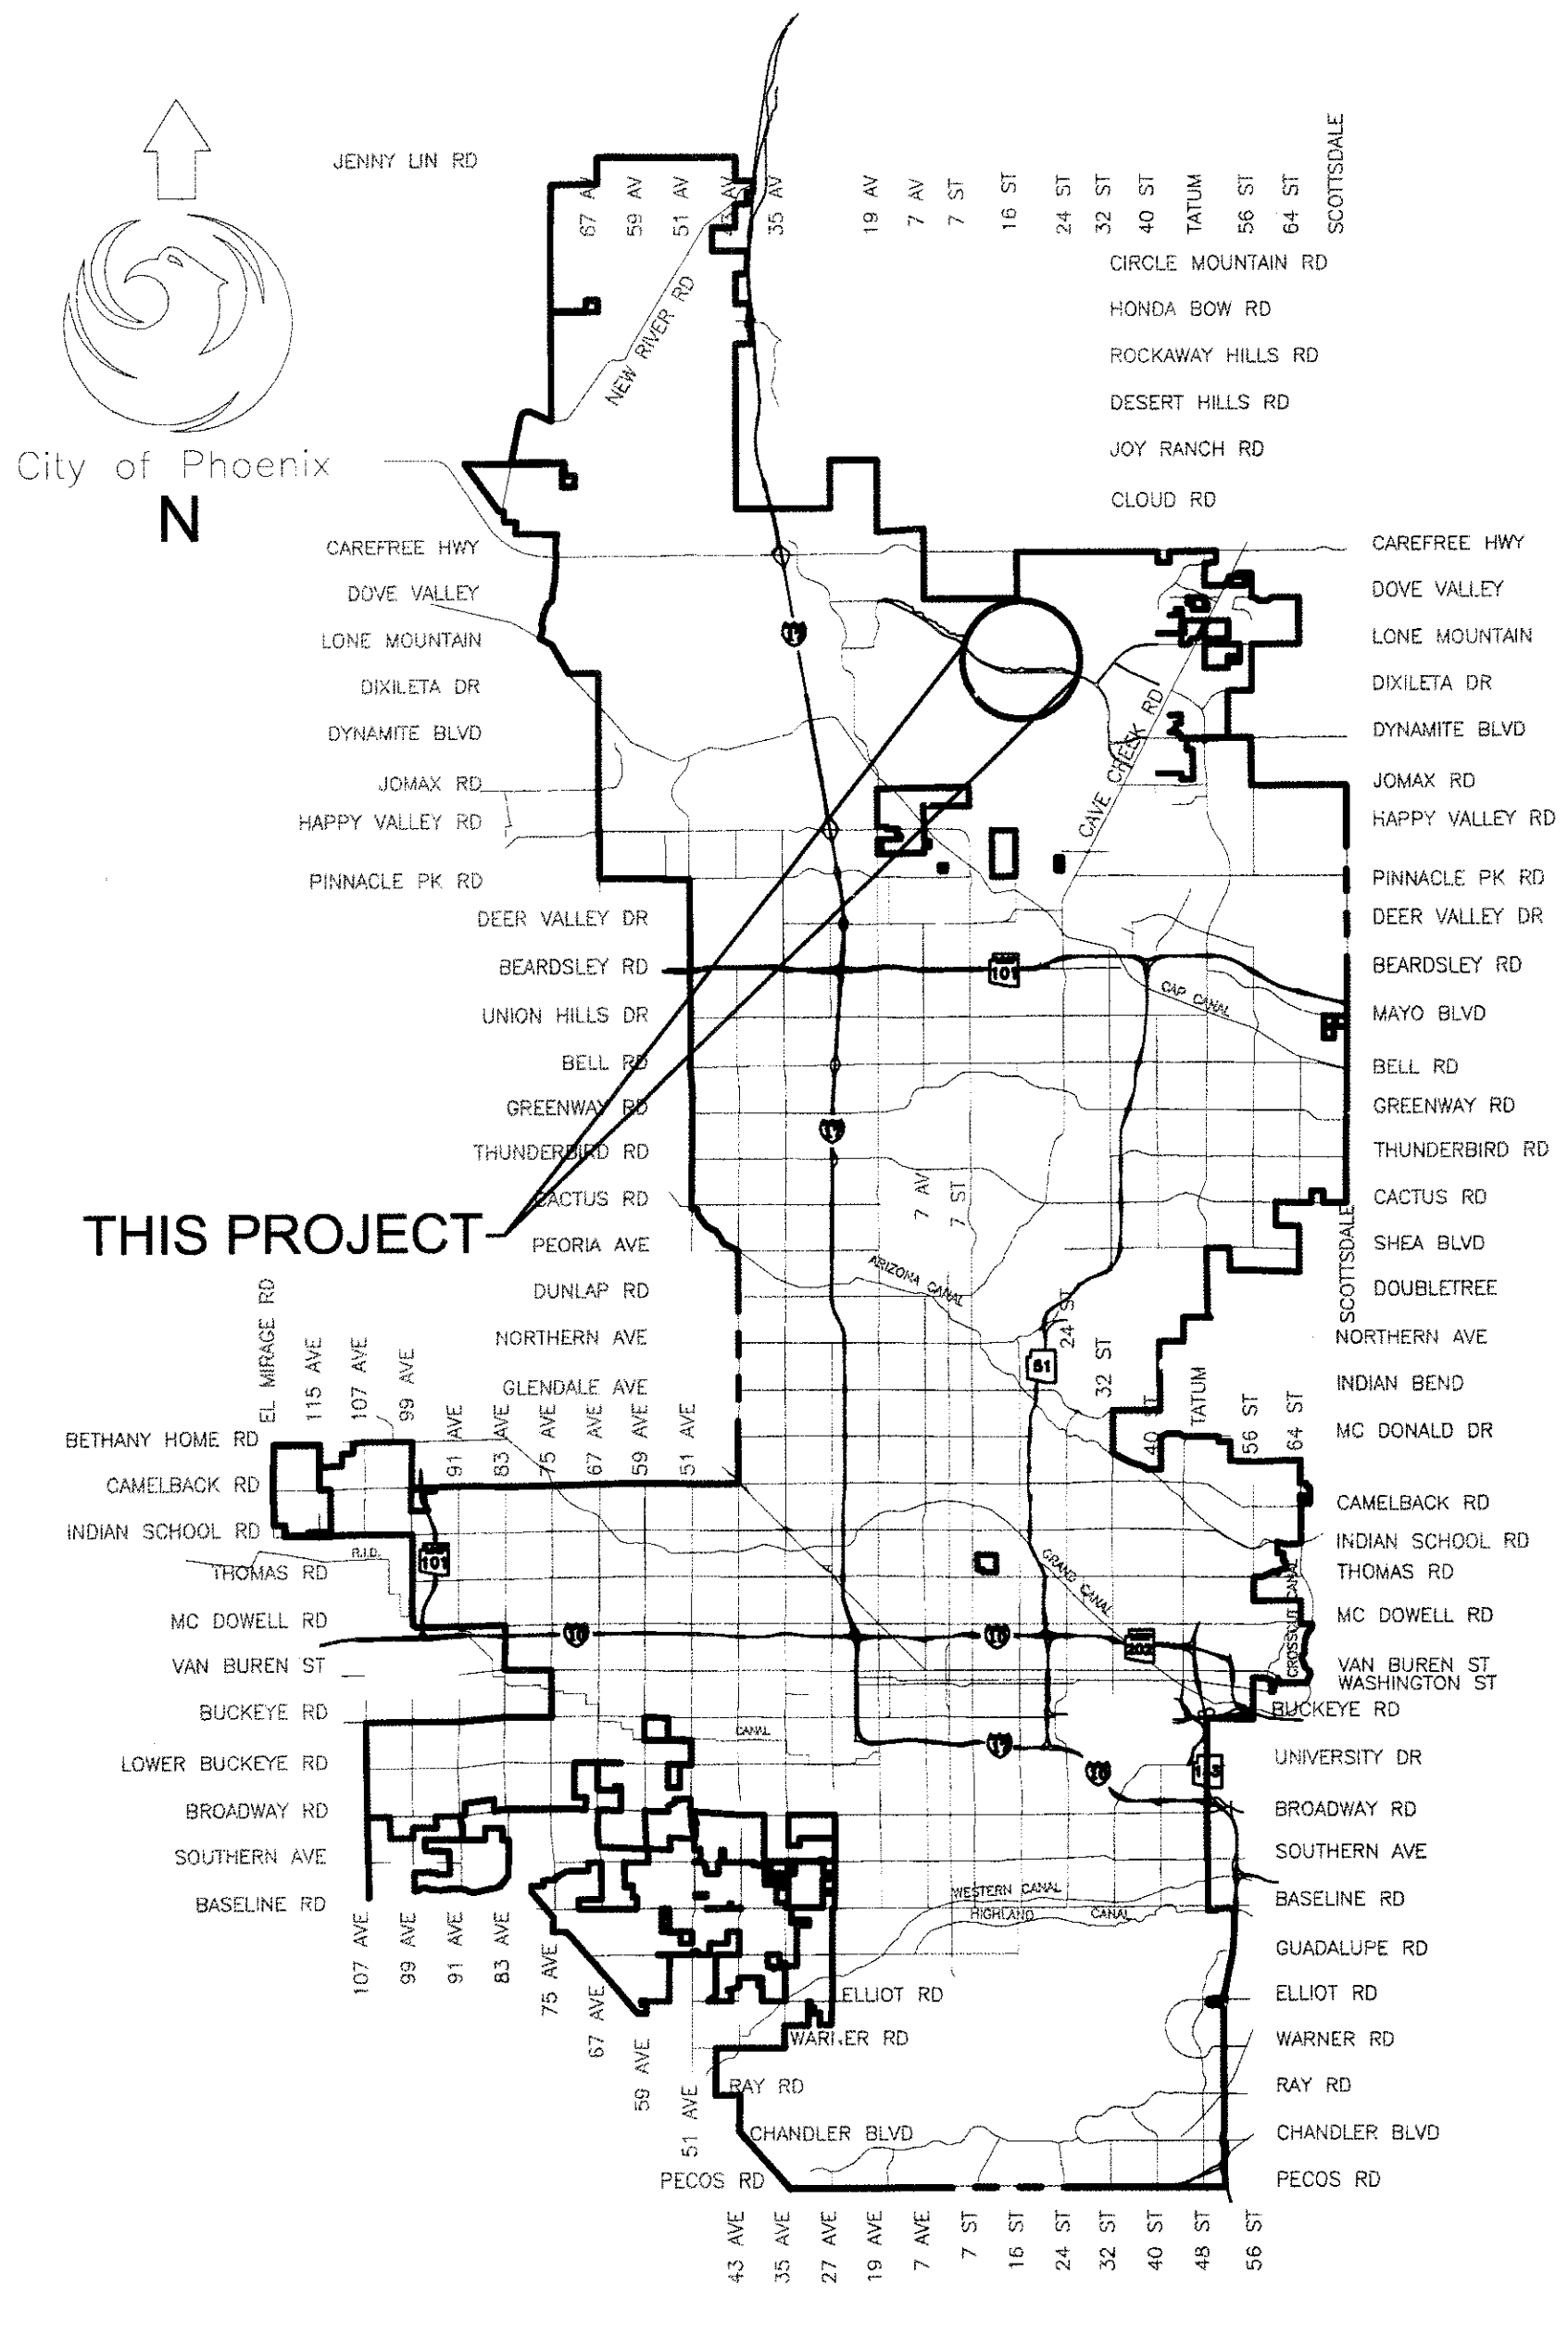 JENNY LIN RD
67 AV
59 AV
51 AV
43 AV
35 AV
19 AV
7 AV
7 ST
16 ST
24 ST
32 ST
40 ST
TATUM
56 ST
64 ST
SCOTTSDALE
CIRCLE MOUNTAIN RD
HONDA BOW RD
ROCKAWAY HILLS RD
DESERT HILLS RD
JOY RANCH RD
CLOUD RD
NEW RIVER RD
City of Phoenix
N
CAREFREE HWY
DOVE VALLEY
LONE MOUNTAIN
DIXILETA DR
DYNAMITE BLVD
JOMAX RD
HAPPY VALLEY RD
PINNACLE PK RD
DEER VALLEY DR
BEARDSLEY RD
UNION HILLS DR
BELL RD
GREENWAY RD
THUNDERBIRD RD
CACTUS RD
PEORIA AVE
DUNLAP RD
NORTHERN AVE
GLENDALE AVE
THIS PROJECT
CAREFREE HWY
DOVE VALLEY
LONE MOUNTAIN
DIXILETA DR
DYNAMITE BLVD
JOMAX RD
HAPPY VALLEY RD
PINNACLE PK RD
DEER VALLEY DR
BEARDSLEY RD
MAYO BLVD
BELL RD
GREENWAY RD
THUNDERBIRD RD
CACTUS RD
SHEA BLVD
DOUBLETREE
NORTHERN AVE
INDIAN BEND
MC DONALD DR
CAMELBACK RD
INDIAN SCHOOL RD
THOMAS RD
MC DOWELL RD
VAN BUREN ST
WASHINGTON ST
BUCKEYE RD
UNIVERSITY DR
BROADWAY RD
SOUTHERN AVE
BASELINE RD
GUADALUPE RD
ELLIOT RD
WARNER RD
RAY RD
CHANDLER BLVD
PECOS RD
17
CAVE CREEK RD
101
CAP CANAL
17
7 AV
7 ST
ARIZONA CANAL
SCOTTSDALE
24 ST
51
32 ST
40 ST
TATUM
56 ST
64 ST
EL MIRAGE RD
115 AVE
107 AVE
99 AVE
91 AVE
83 AVE
75 AVE
67 AVE
59 AVE
51 AVE
BETHANY HOME RD
CAMELBACK RD
INDIAN SCHOOL RD
R.I.D.
THOMAS RD
MC DOWELL RD
VAN BUREN ST
BUCKEYE RD
LOWER BUCKEYE RD
BROADWAY RD
SOUTHERN AVE
BASELINE RD
101
GRAND CANAL
CROSSCUT CANAL
10
10
202
CANAL
17
10
143
WESTERN CANAL
HIGHLAND CANAL
107 AVE
99 AVE
91 AVE
83 AVE
75 AVE
67 AVE
59 AVE
51 AVE
ELLIOT RD
WARNER RD
RAY RD
CHANDLER BLVD
PECOS RD
43 AVE
35 AVE
27 AVE
19 AVE
7 AVE
7 ST
16 ST
24 ST
32 ST
40 ST
48 ST
56 ST